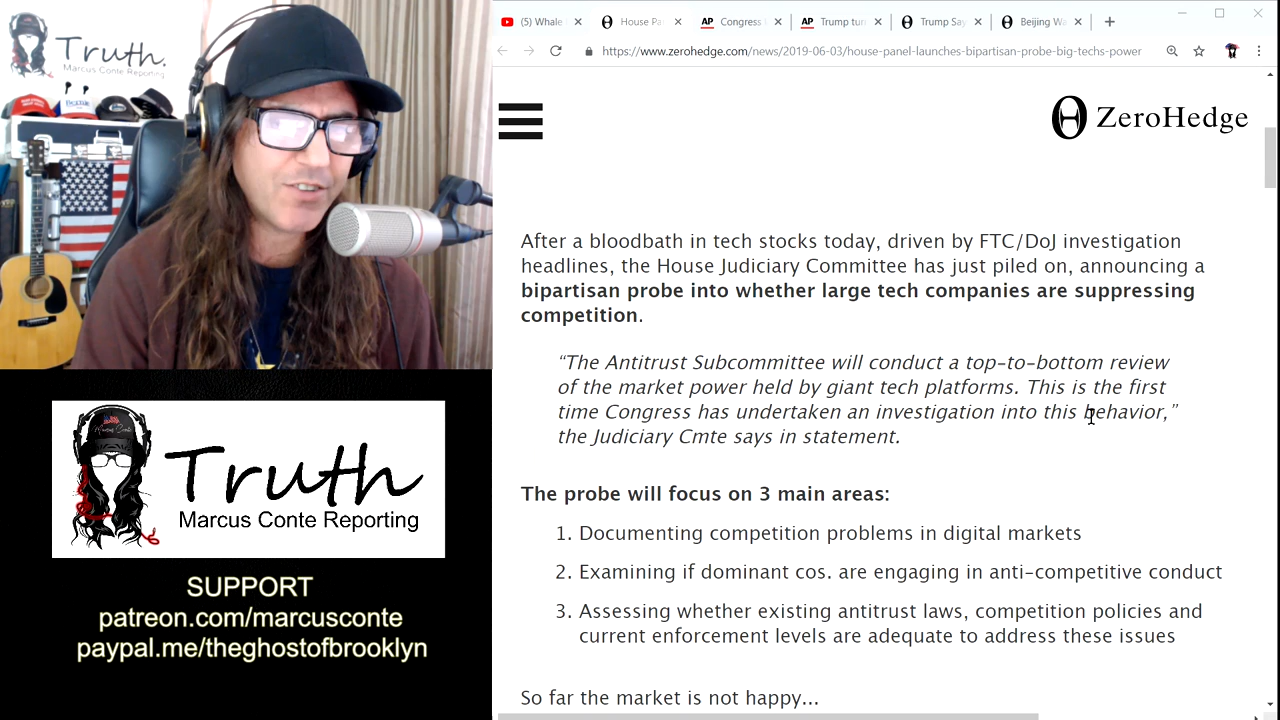 Truth.
Marcus Conte Reporting
(5) Whale
House Pa
Congress
Trump tur
Trump Say
Beijing Wa
https://www.zerohedge.com/news/2019-06-03/house-panel-launches-bipartisan-probe-big-techs-power
ZeroHedge
After a bloodbath in tech stocks today, driven by FTC/DoJ investigation
headlines, the House Judiciary Committee has just piled on, announcing a
bipartisan probe into whether large tech companies are suppressing
competition.
“The Antitrust Subcommittee will conduct a top-to-bottom review
of the market power held by giant tech platforms. This is the first
time Congress has undertaken an investigation into this behavior,”
the Judiciary Cmte says in statement.
The probe will focus on 3 main areas:
1. Documenting competition problems in digital markets
2. Examining if dominant cos. are engaging in anti-competitive conduct
3. Assessing whether existing antitrust laws, competition policies and
current enforcement levels are adequate to address these issues
So far the market is not happy...
Marcus Conte
Truth
Marcus Conte Reporting
SUPPORT
patreon.com/marcusconte
paypal.me/theghostofbrooklyn